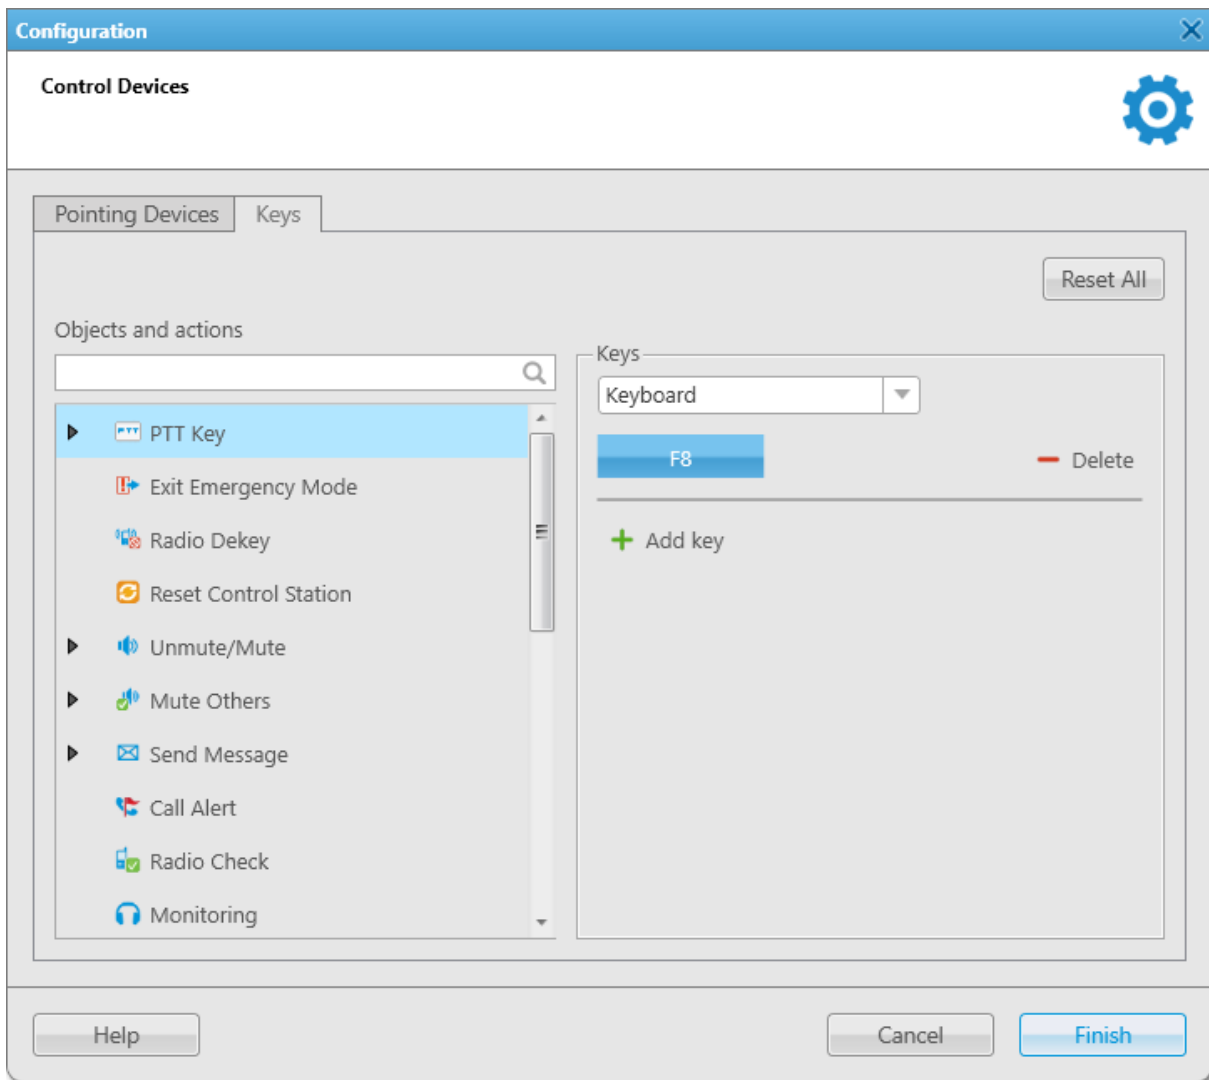 Configuration
Control Devices
Pointing Devices
Keys
Reset All
Objects and actions
PTT Key
Exit Emergency Mode
Radio Dekey
Reset Control Station
Unmute/Mute
Mute Others
Send Message
Call Alert
Radio Check
Monitoring
Keys
Keyboard
F8
Delete
Add key
Help
Cancel
Finish